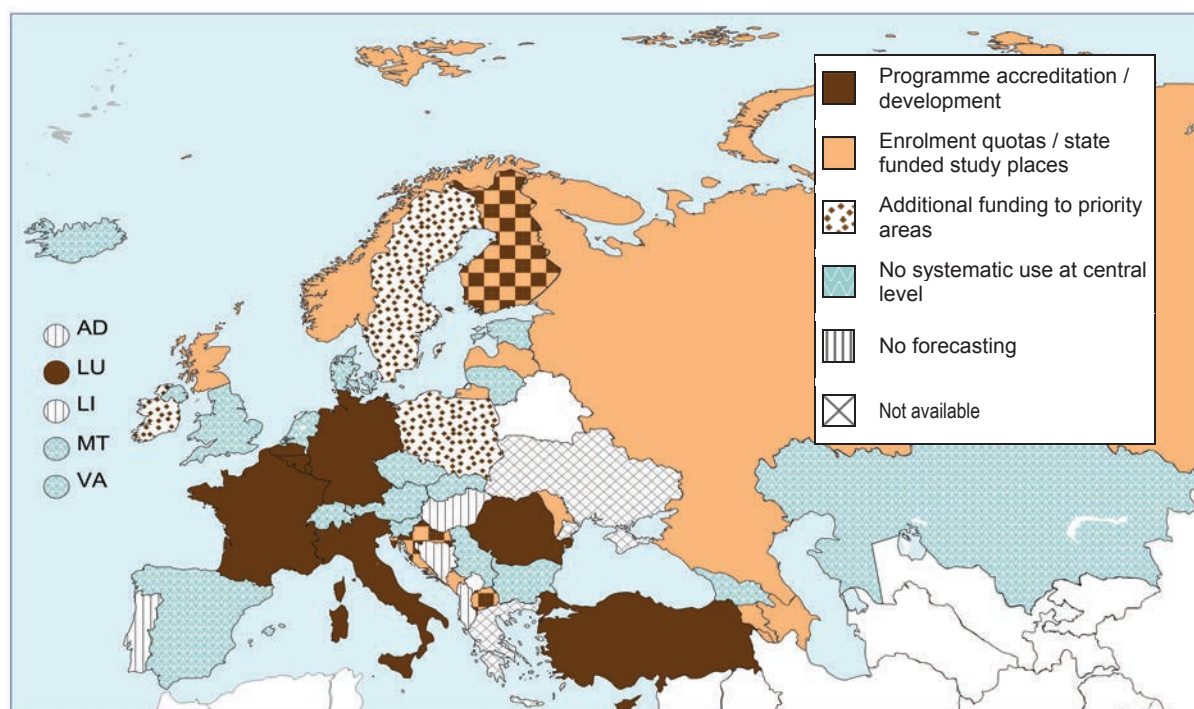 Programme accreditation /
development
Enrolment quotas / state
funded study places
Additional funding to priority
areas
No systematic use at central
level
No forecasting
Not available
AD
LU
LI
MT
VA